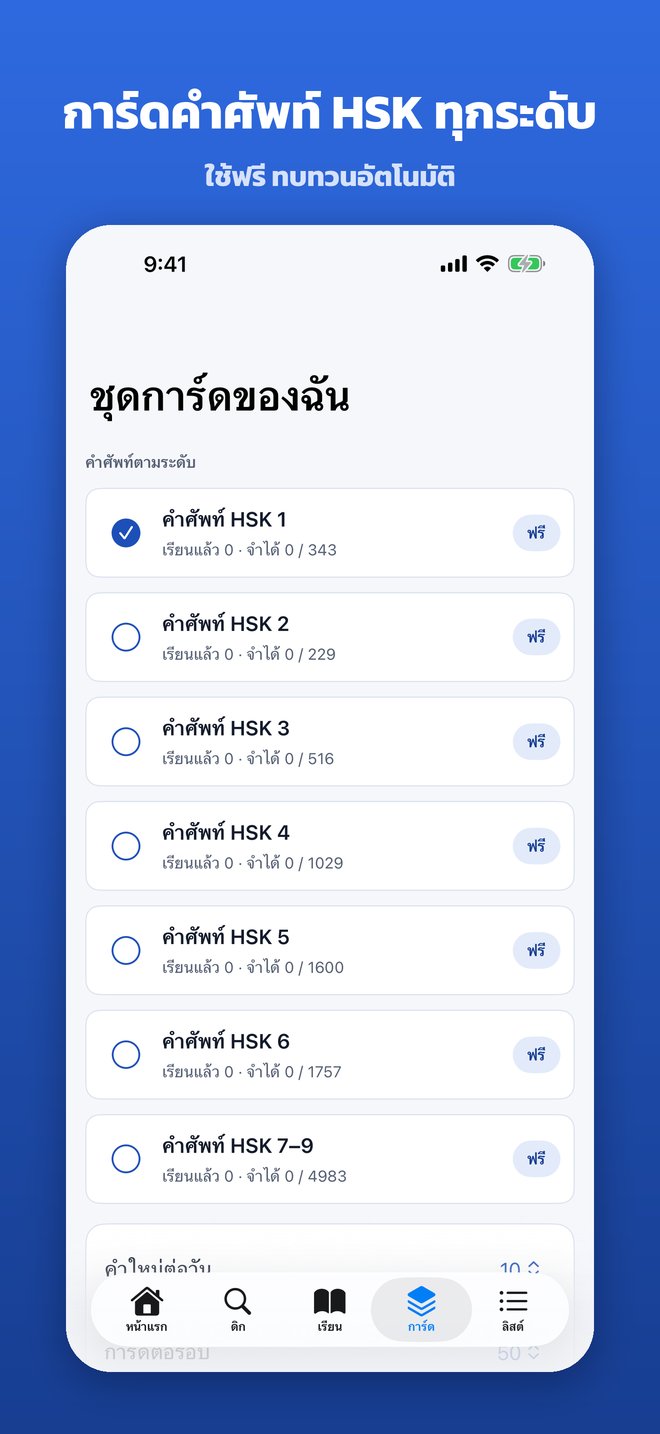 การ์ดคำศัพท์ HSK ทุกระดับ
ใช้ฟรี ทบทวนอัตโนมัติ
9:41
ชุดการ์ดของฉัน
คำศัพท์ตามระดับ
คำศัพท์ HSK 1
เรียนแล้ว 0 · จำได้ 0 / 343
ฟรี
คำศัพท์ HSK 2
เรียนแล้ว 0 · จำได้ 0 / 229
ฟรี
คำศัพท์ HSK 3
เรียนแล้ว 0 · จำได้ 0 / 516
ฟรี
คำศัพท์ HSK 4
เรียนแล้ว 0 · จำได้ 0 / 1029
ฟรี
คำศัพท์ HSK 5
เรียนแล้ว 0 · จำได้ 0 / 1600
ฟรี
คำศัพท์ HSK 6
เรียนแล้ว 0 · จำได้ 0 / 1757
ฟรี
คำศัพท์ HSK 7–9
เรียนแล้ว 0 · จำได้ 0 / 4983
ฟรี
คำใหม่ต่อวัน 10
หน้าแรก ดิก เรียน การ์ด ลิสต์
การ์ดต่อรอบ 50